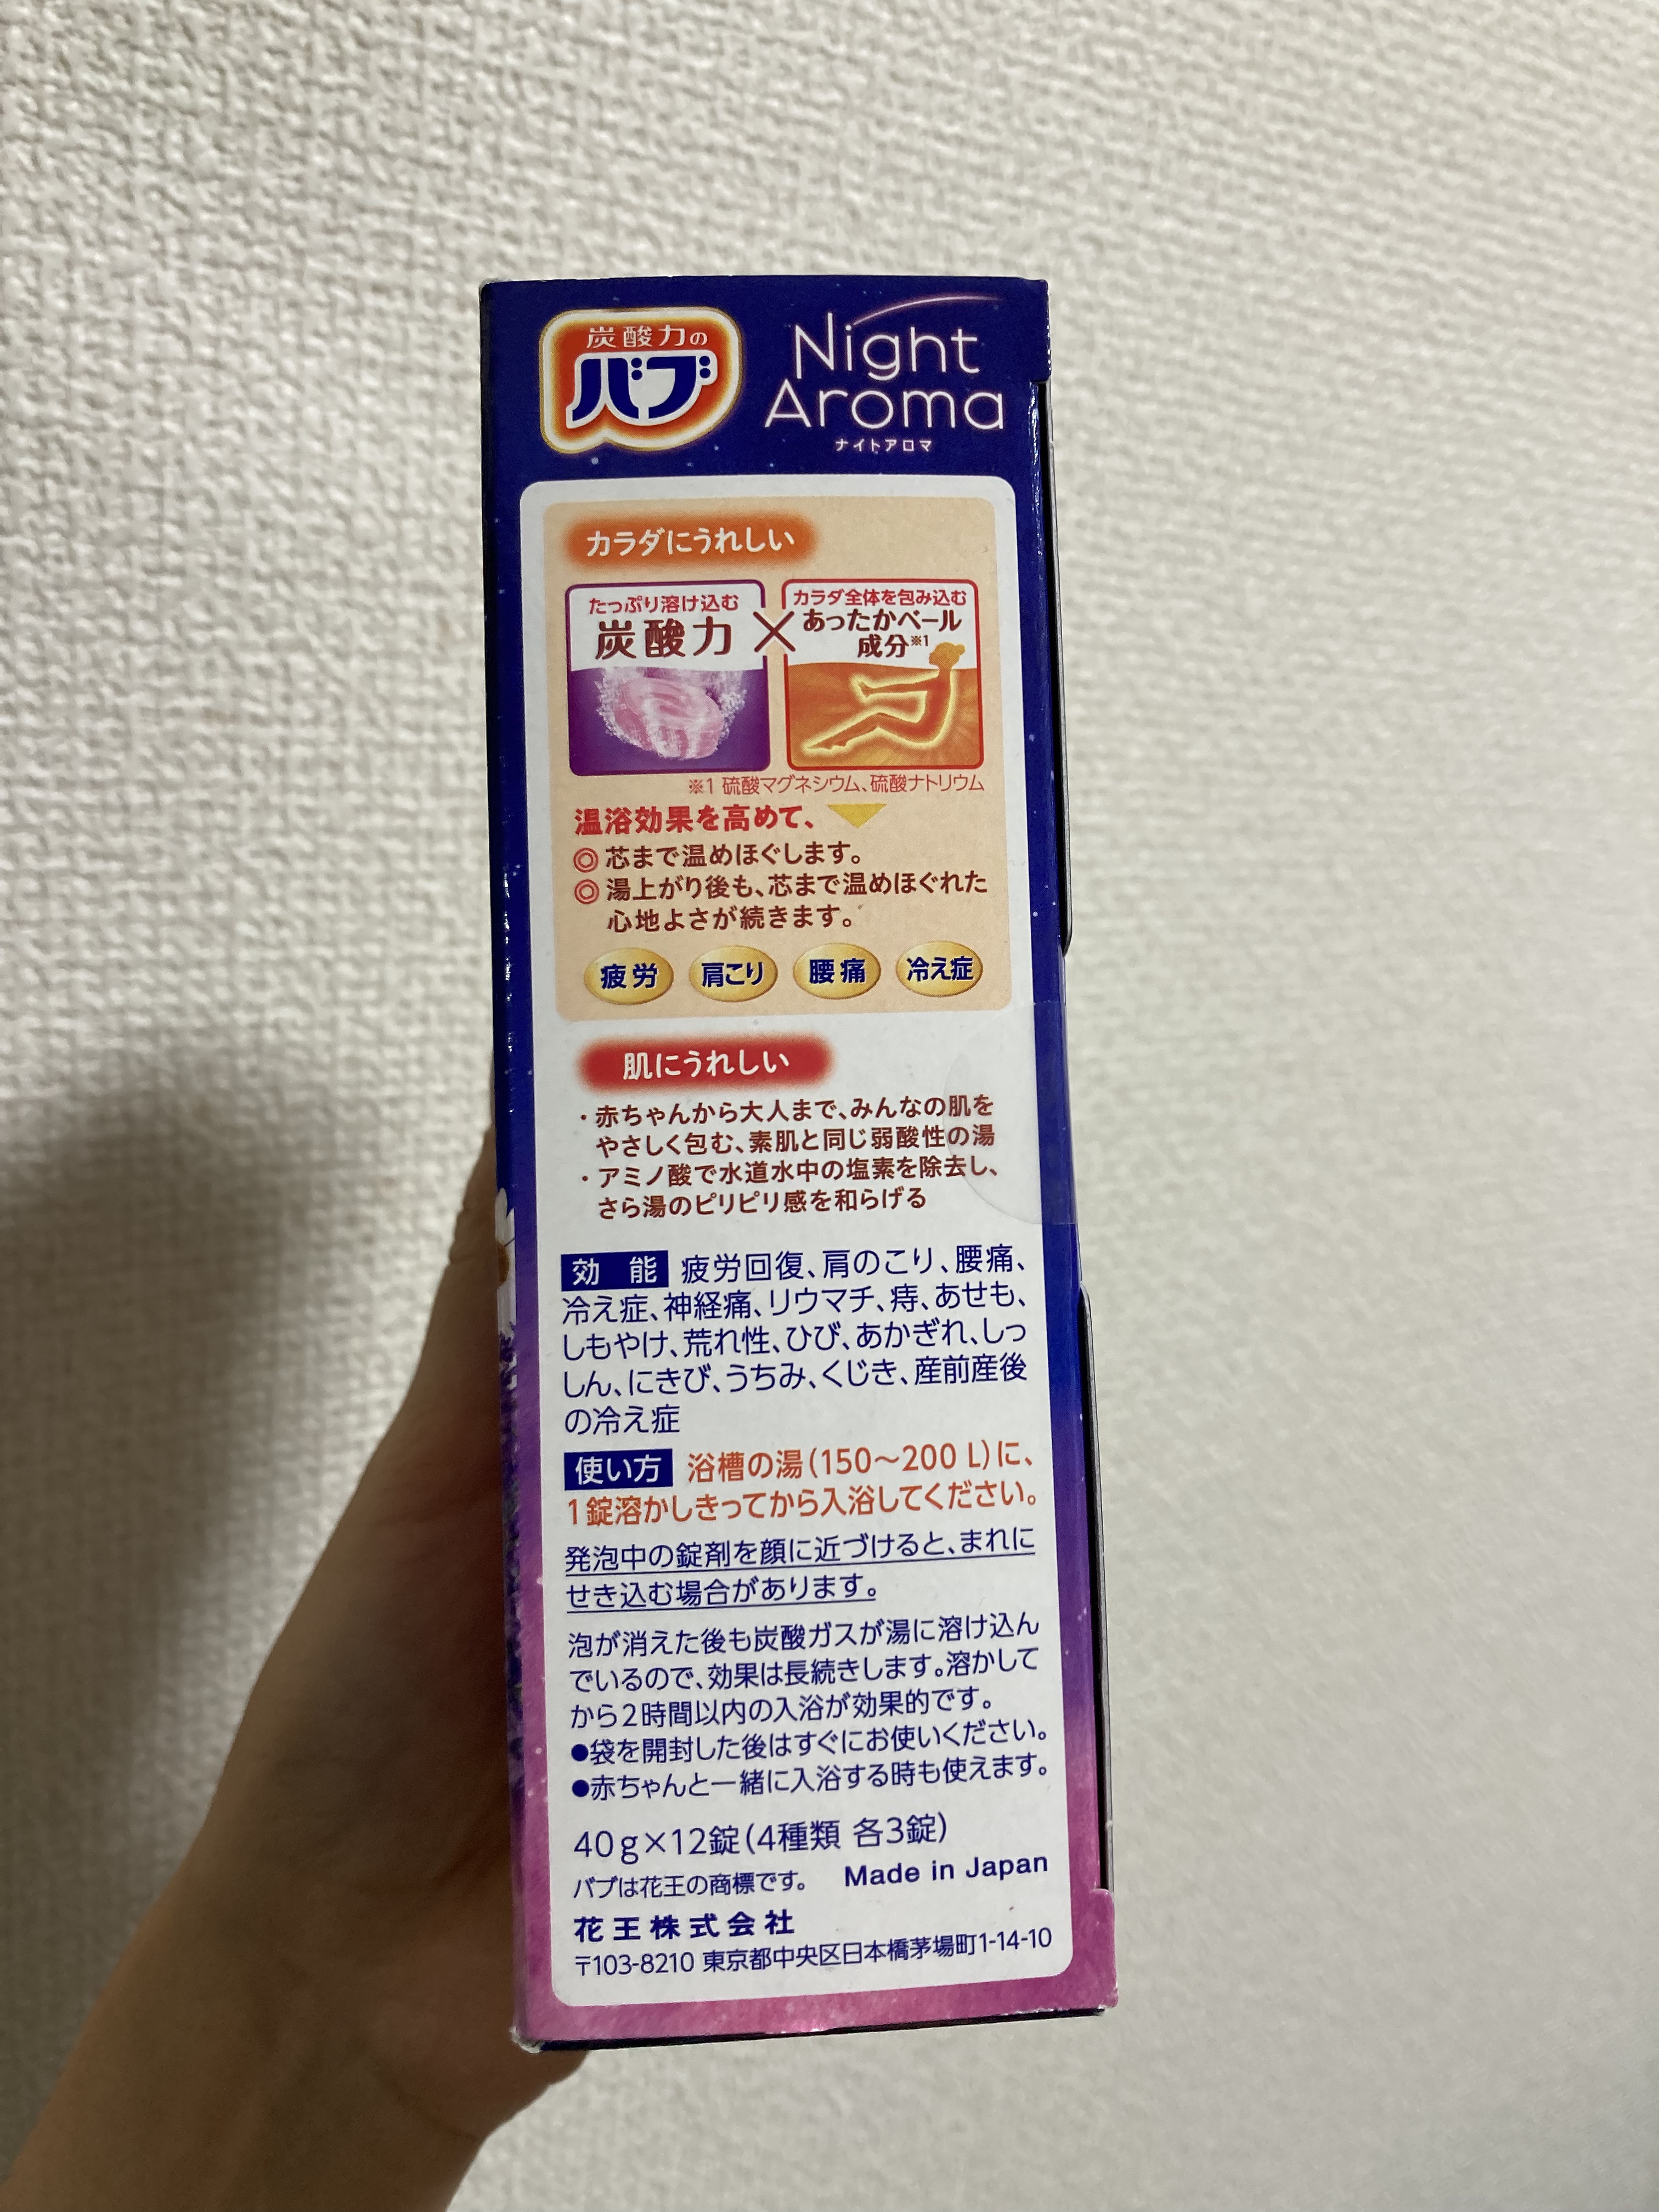 炭酸力の
バブ
Night
Aroma
ナイトアロマ
カラダにうれしい
たっぷり溶け込む
炭酸力
×
カラダ全体を包み込む
あったかベール
成分※1
※1 硫酸マグネシウム、硫酸ナトリウム
温浴効果を高めて、
◎ 芯まで温めほぐします。
◎ 湯上がり後も、芯まで温めほぐれた
心地よさが続きます。
疲労 肩こり 腰痛 冷え症
肌にうれしい
・赤ちゃんから大人まで、みんなの肌を
やさしく包む、素肌と同じ弱酸性の湯
・アミノ酸で水道水中の塩素を除去し、
さら湯のピリピリ感を和らげる
効 能 疲労回復、肩のこり、腰痛、
冷え症、神経痛、リウマチ、痔、あせも、
しもやけ、荒れ性、ひび、あかぎれ、しっ
しん、にきび、うちみ、くじき、産前産後
の冷え症
使い方 浴槽の湯(150～200 L)に、
1錠溶かしきってから入浴してください。
発泡中の錠剤を顔に近づけると、まれに
せき込む場合があります。
泡が消えた後も炭酸ガスが湯に溶け込ん
でいるので、効果は長続きします。溶かして
から2時間以内の入浴が効果的です。
●袋を開封した後はすぐにお使いください。
●赤ちゃんと一緒に入浴する時も使えます。
40g×12錠(4種類 各3錠)
バブは花王の商標です。 Made in Japan
花王株式会社
〒103-8210 東京都中央区日本橋茅場町1-14-10